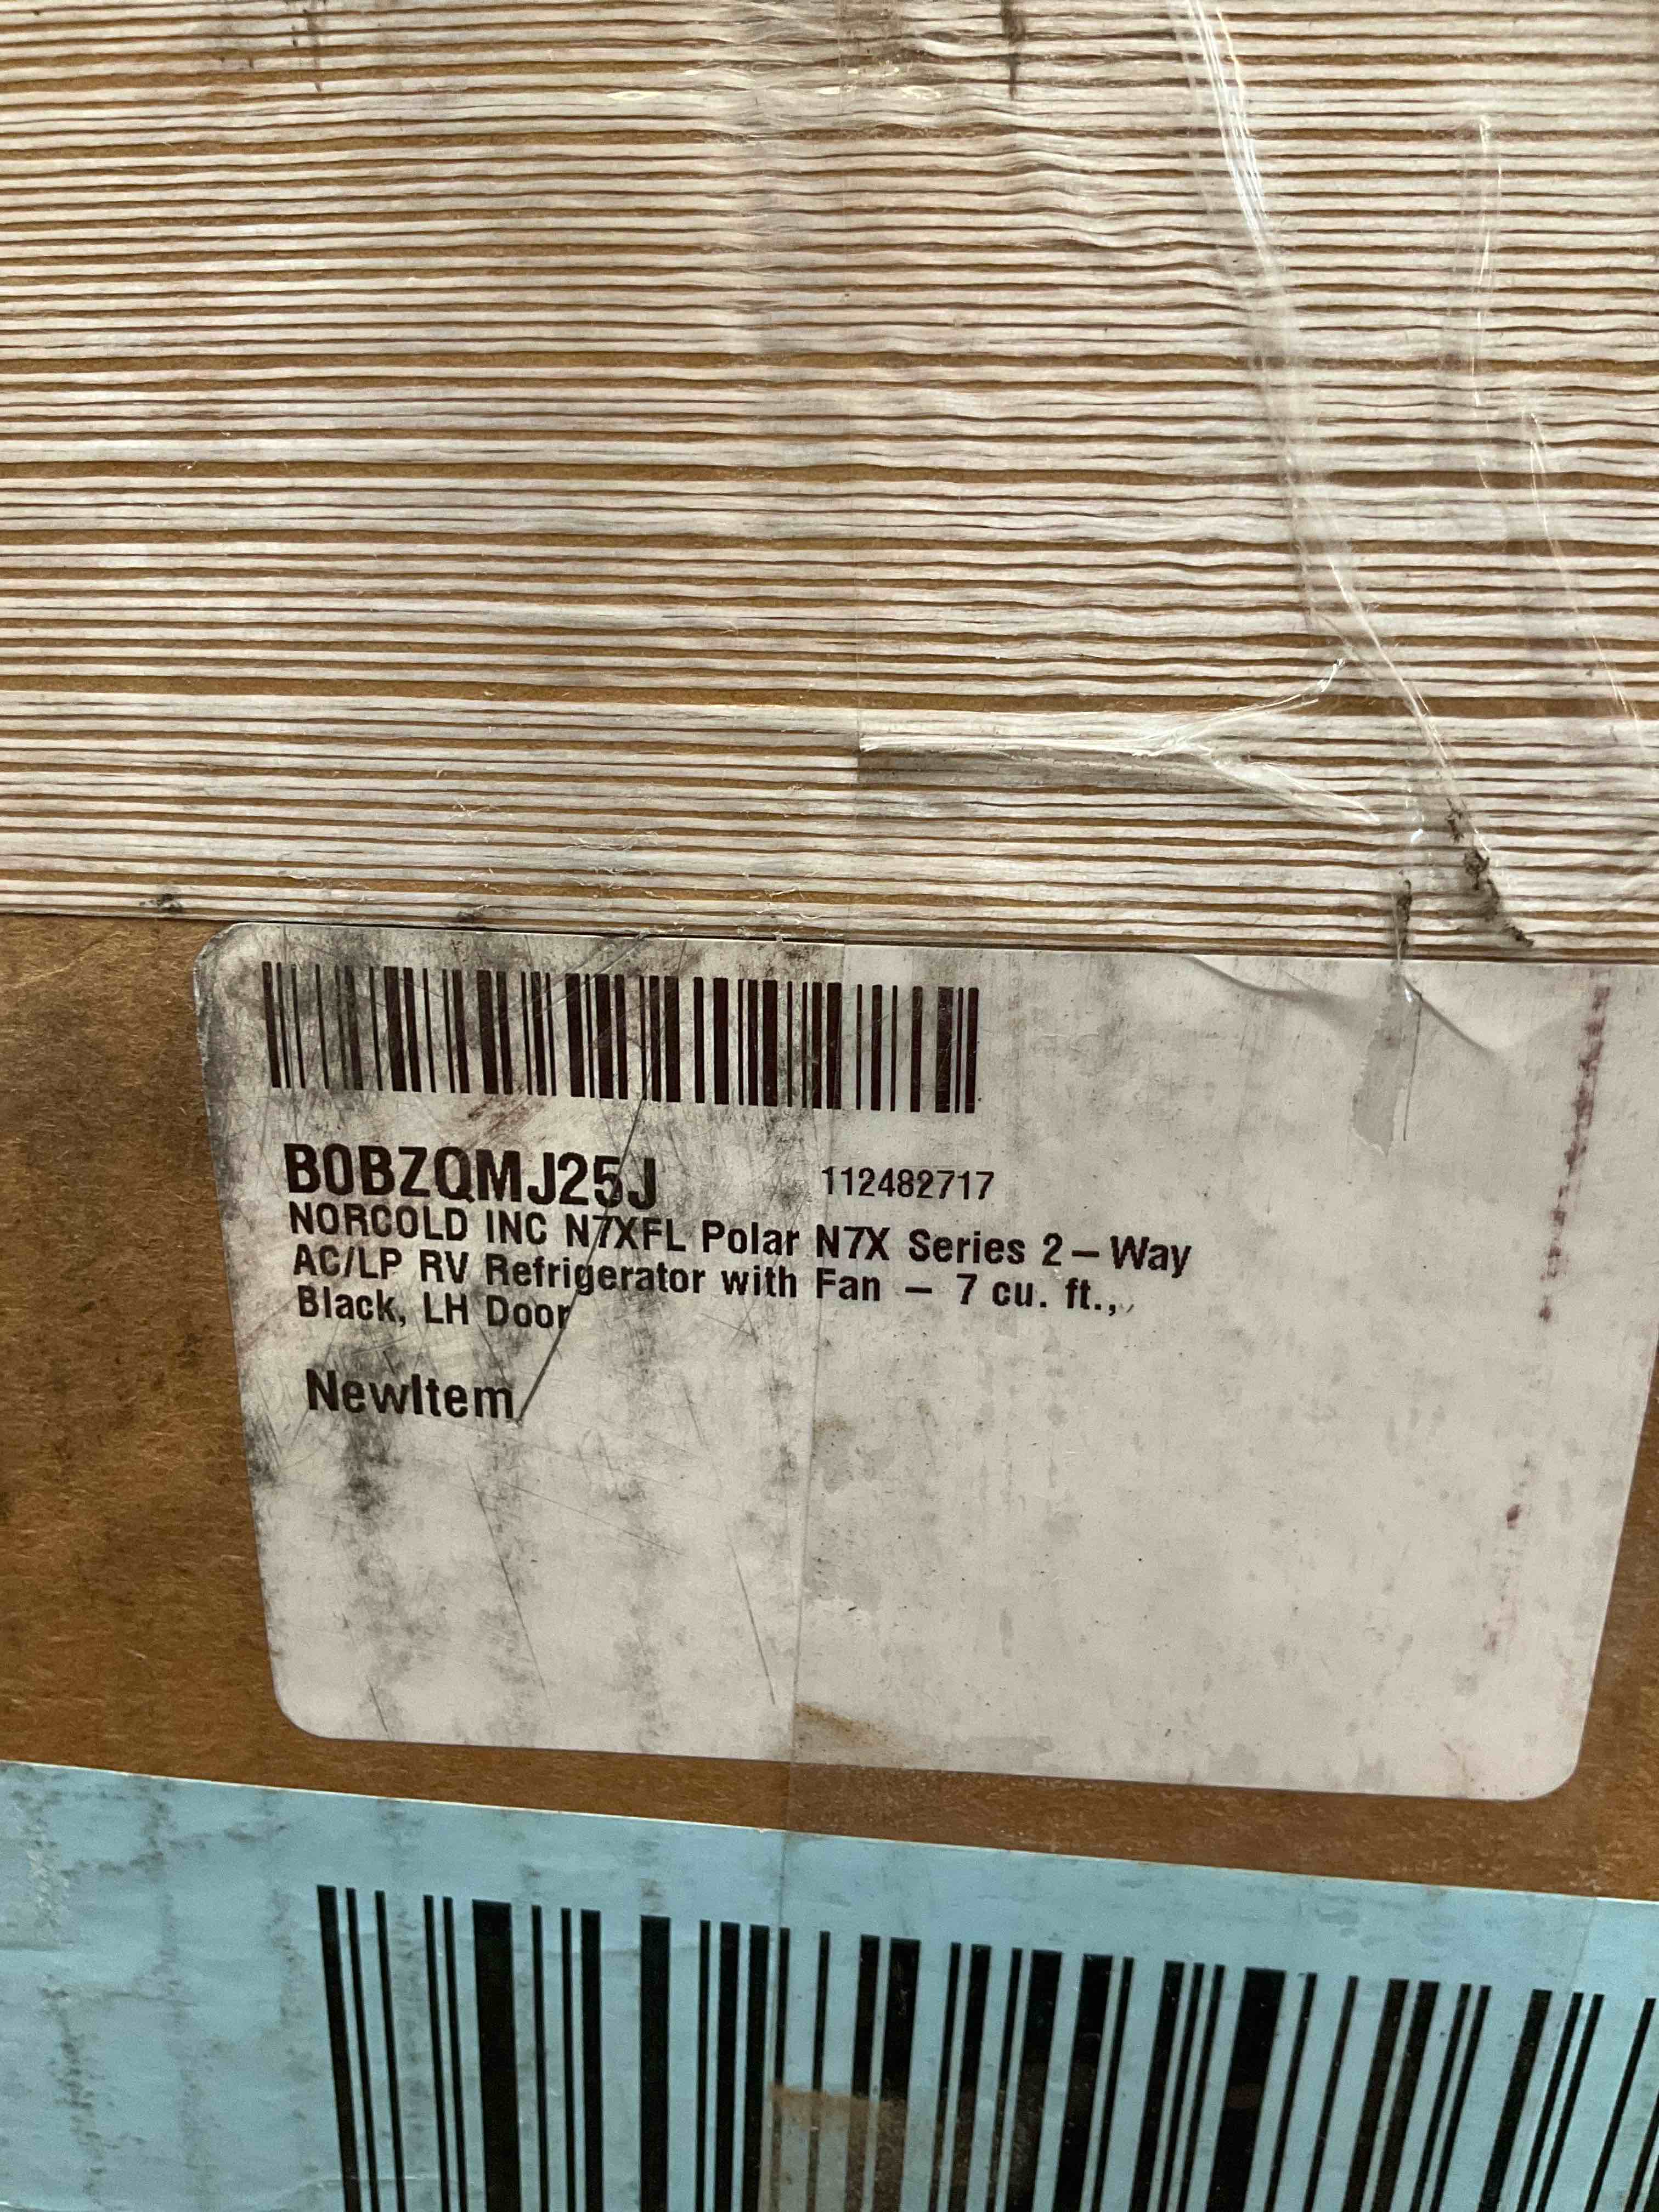 B0BZQMJ25J 112482717
NORCOLD INC N7XFL Polar N7X Series 2-Way
AC/LP RV Refrigerator with Fan - 7 cu. ft.,
Black, LH Door
NewItem